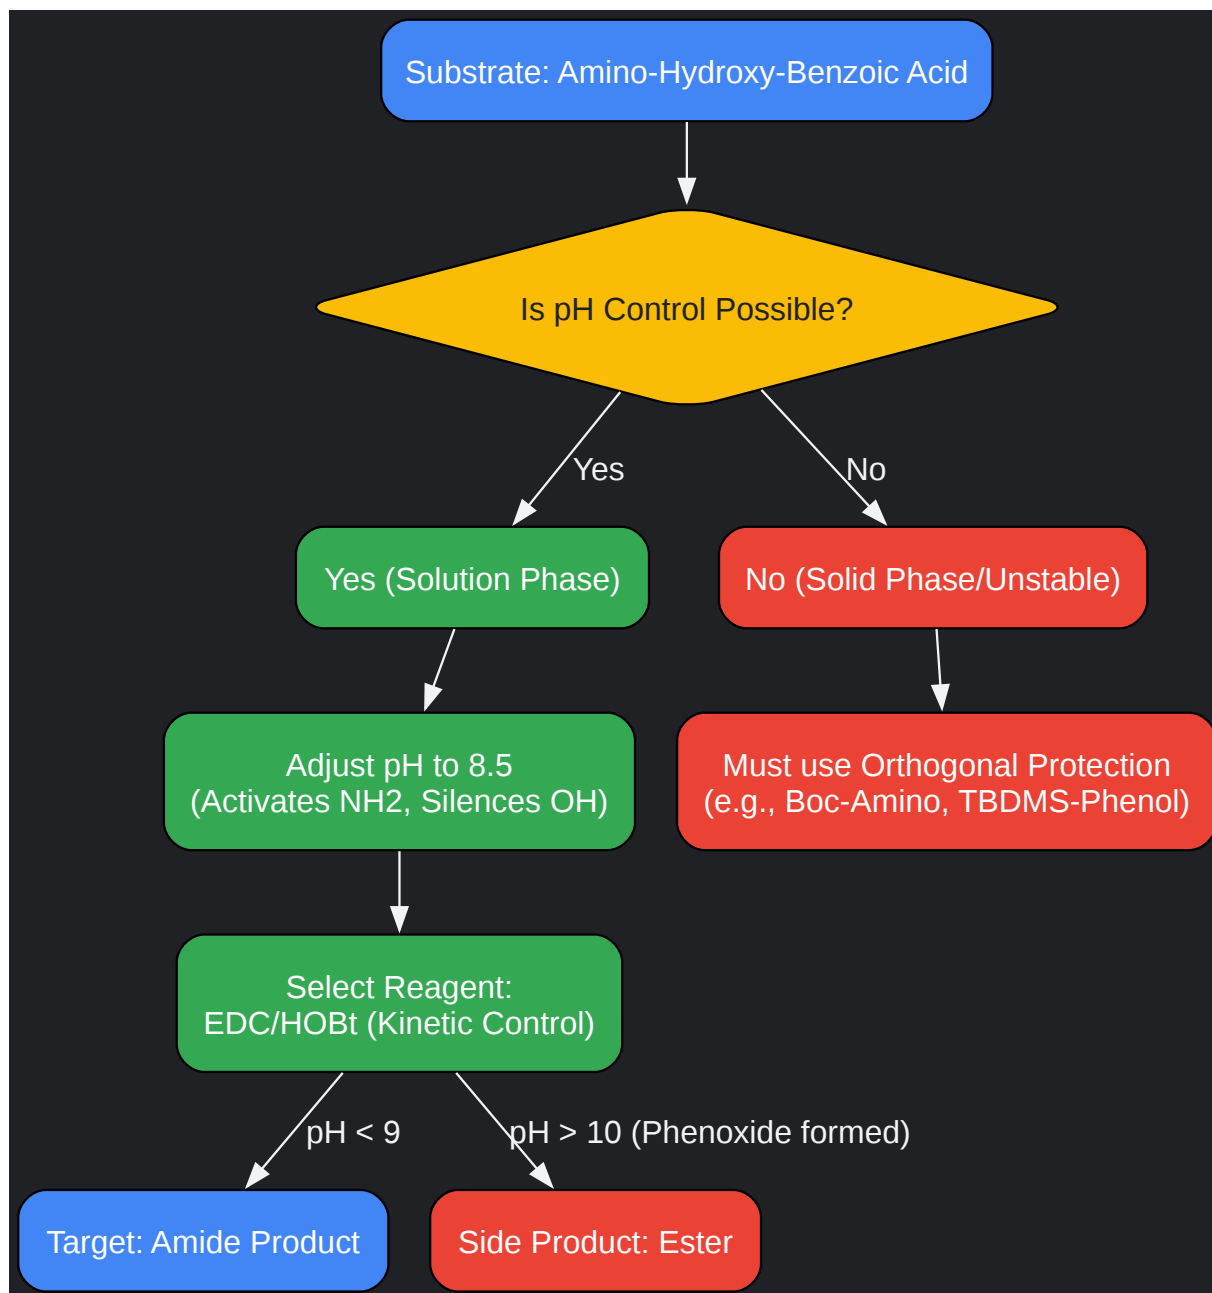 Substrate: Amino-Hydroxy-Benzoic Acid
Is pH Control Possible?
Yes
No
Yes (Solution Phase)
No (Solid Phase/Unstable)
Adjust pH to 8.5
(Activates NH2, Silences OH)
Must use Orthogonal Protection
(e.g., Boc-Amino, TBDMS-Phenol)
Select Reagent:
EDC/HOBt (Kinetic Control)
pH < 9
pH > 10 (Phenoxide formed)
Target: Amide Product
Side Product: Ester